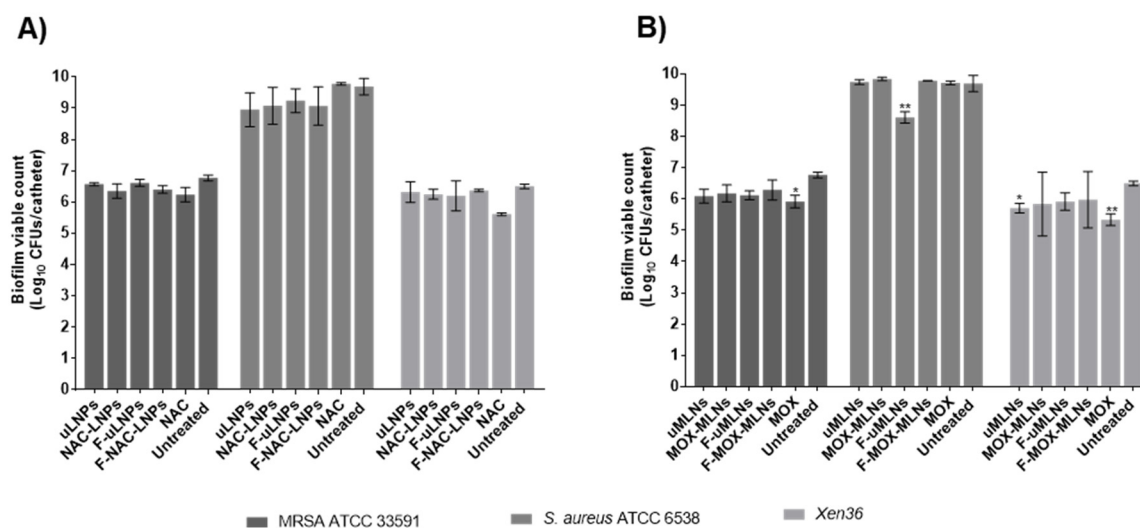 A)
Biofilm viable count
(Log10 CFUs/catheter)
10
9
8
7
6
5
4
3
2
1
0
uLNPs
NAC-LNPs
F-uLNPs
F-NAC-LNPs
NAC
Untreated
uLNPs
NAC-LNPs
F-uLNPs
F-NAC-LNPs
NAC
Untreated
uLNPs
NAC-LNPs
F-uLNPs
F-NAC-LNPs
NAC
Untreated
B)
Biofilm viable count
(Log10 CFUs/catheter)
10
9
8
7
6
5
4
3
2
1
0
*
**
*
**
uMLNs
MOX-MLNs
F-uMLNs
F-MOX-MLNs
MOX
Untreated
uMLNs
MOX-MLNs
F-uMLNs
F-MOX-MLNs
MOX
Untreated
uMLNs
MOX-MLNs
F-uMLNs
F-MOX-MLNs
MOX
Untreated
MRSA ATCC 33591
S. aureus ATCC 6538
Xen36